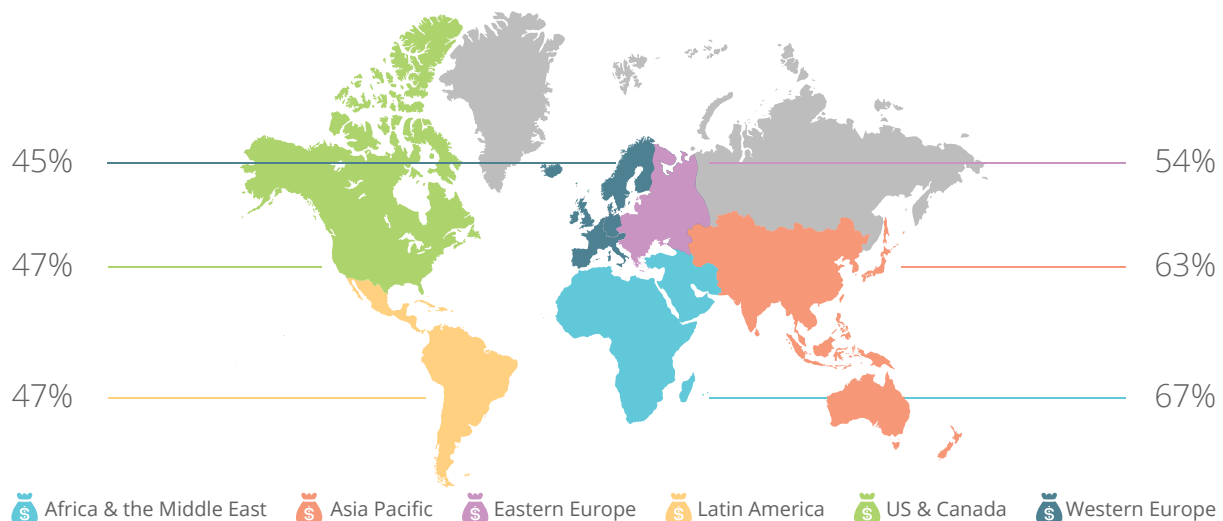 45% 54%
47% 63%
47% 67%
$ Africa & the Middle East $ Asia Pacific $ Eastern Europe $ Latin America $ US & Canada $ Western Europe